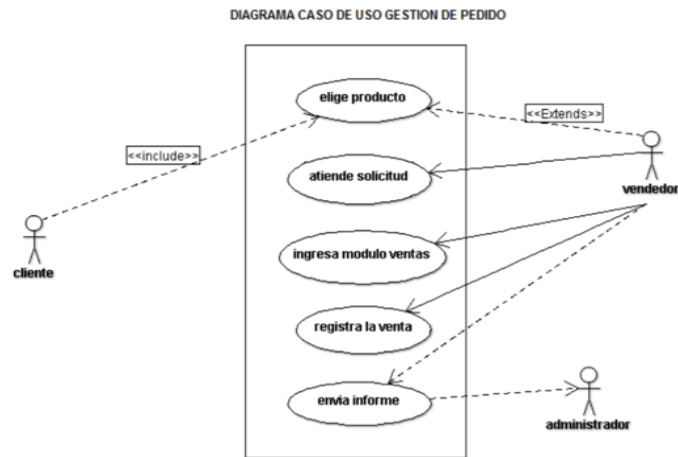 DIAGRAMA CASO DE USO GESTION DE PEDIDO
elige producto
<<Extends>>
<<include>>
atiende solicitud
vendedor
cliente
ingresa modulo ventas
registra la venta
envia informe
administrador